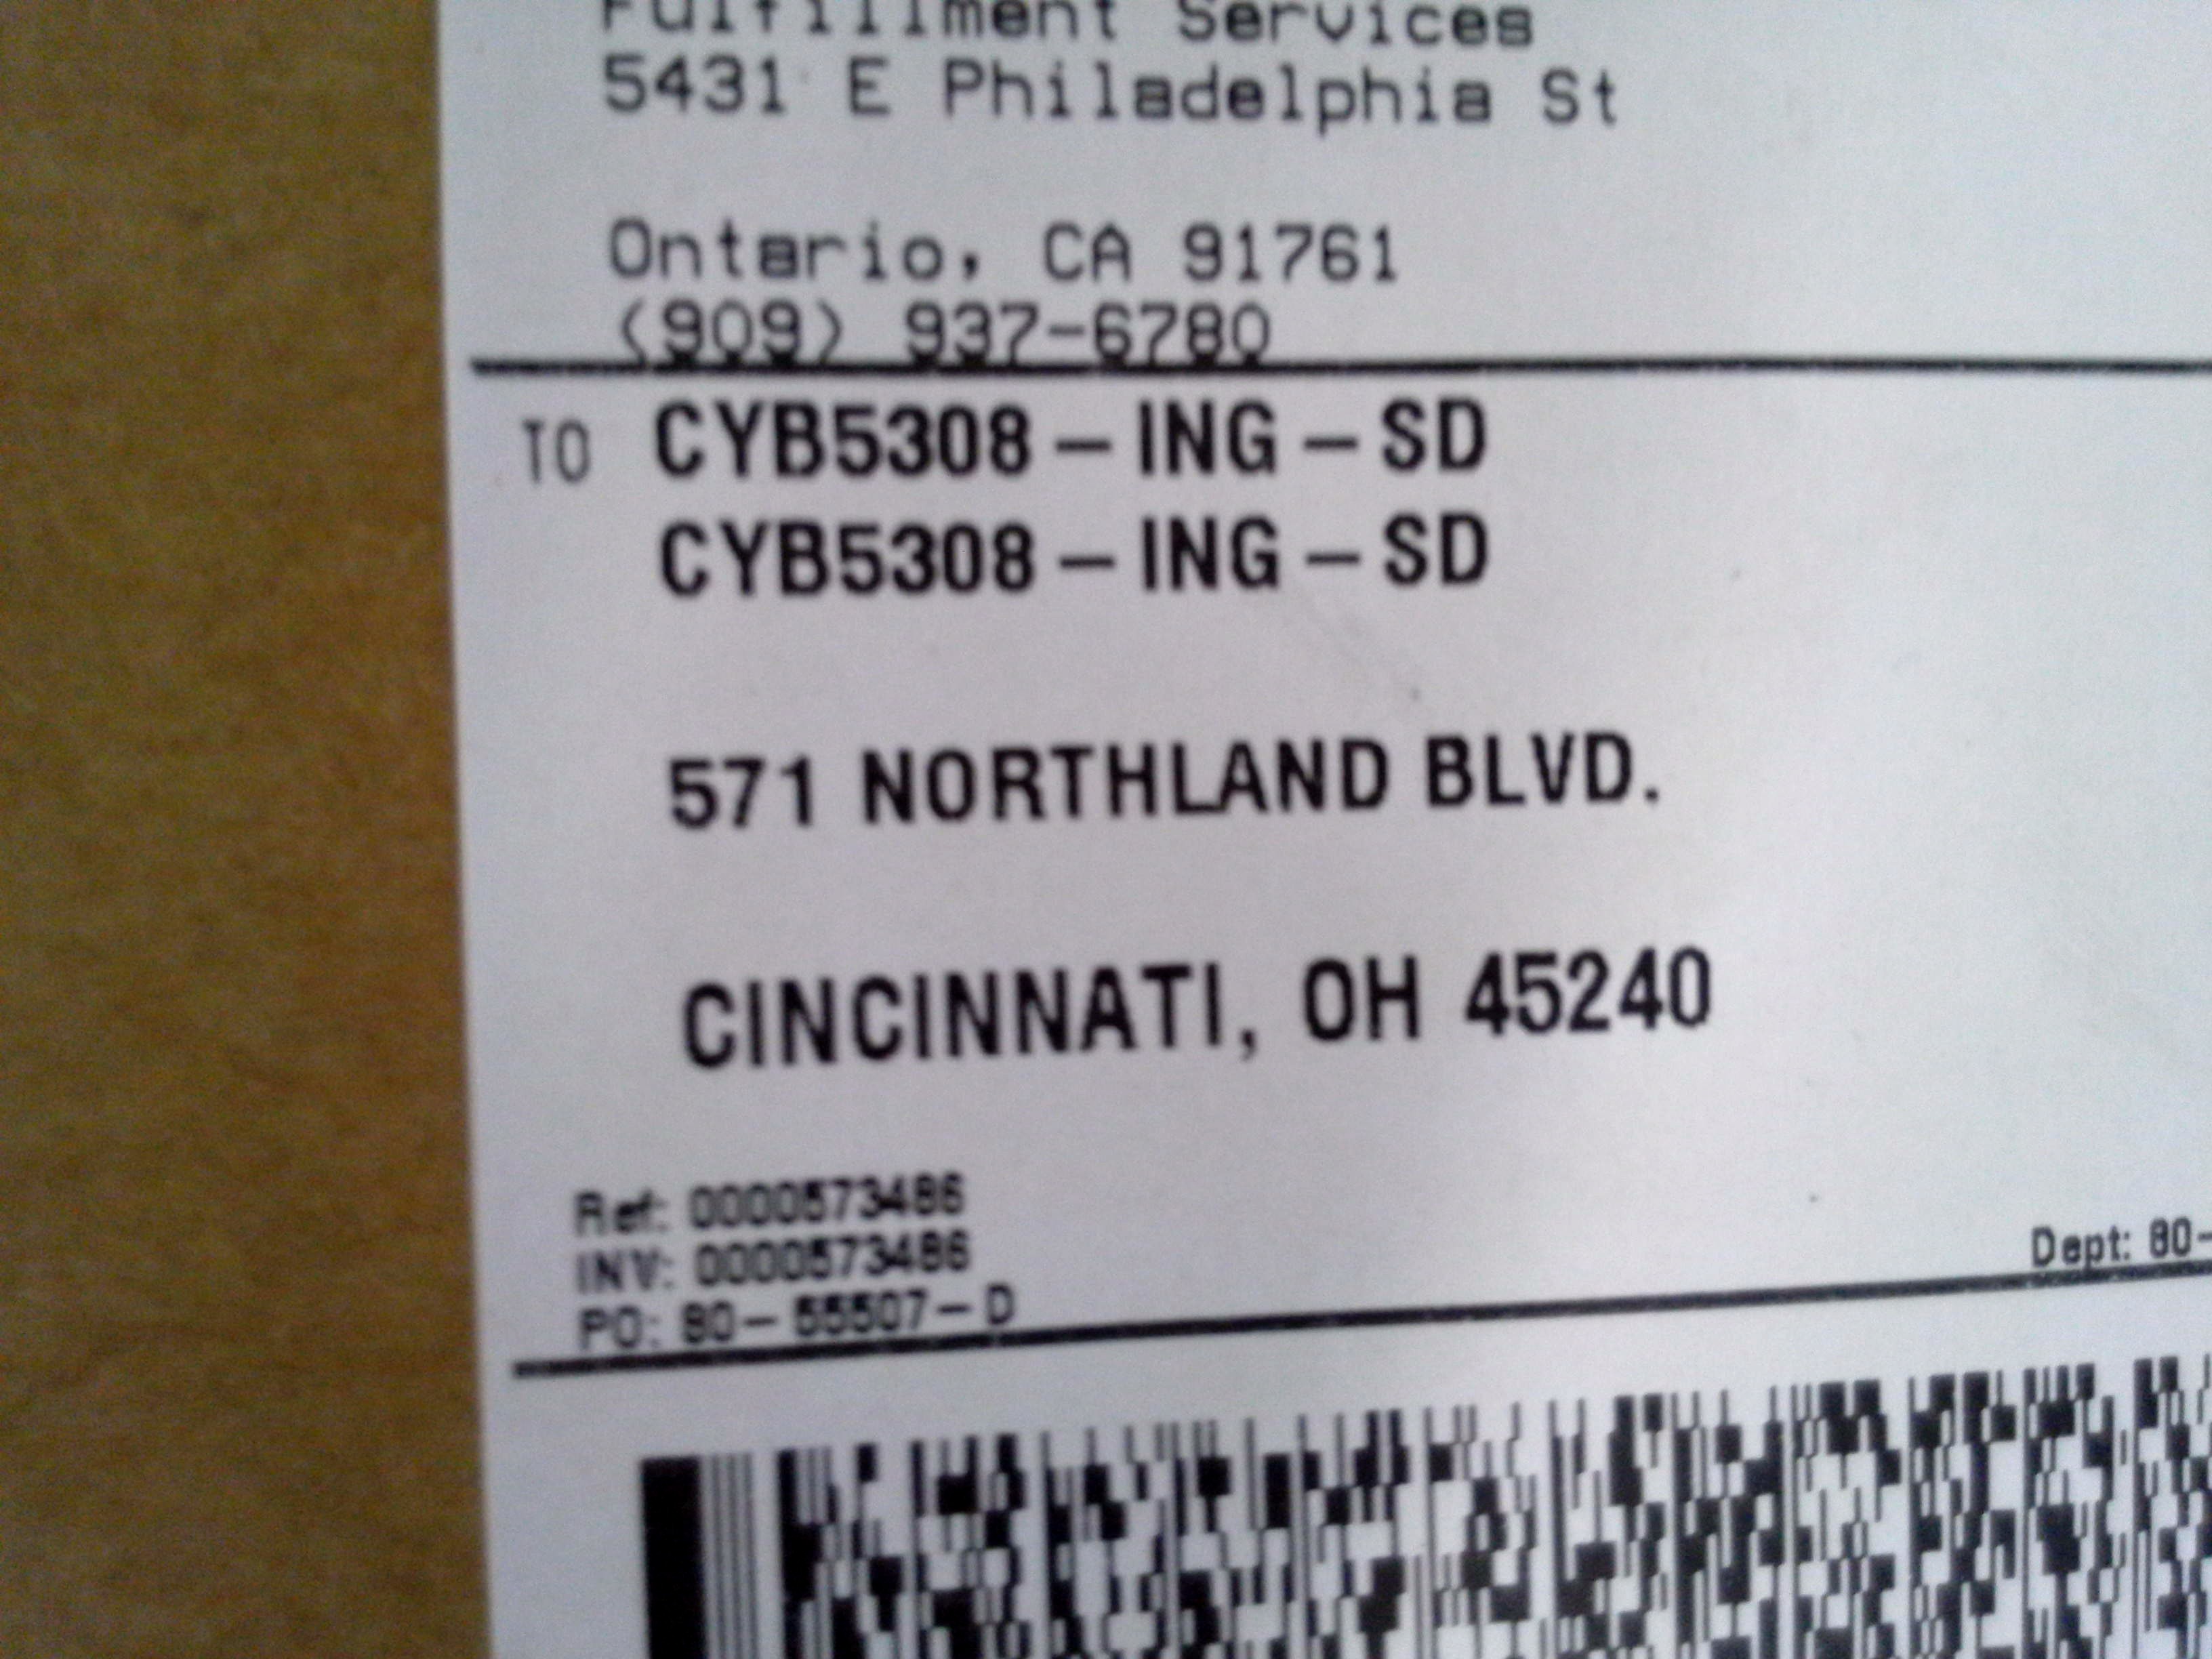 Fulfillment Services
5431 E Philadelphia St
Ontario, CA 91761
(909) 937-6780
TO CYB5308-ING-SD
CYB5308-ING-SD
571 NORTHLAND BLVD.
CINCINNATI, OH 45240
Ref: 0000573486
INV: 0000573486
PO: 80-55507-D
Dept: 80-